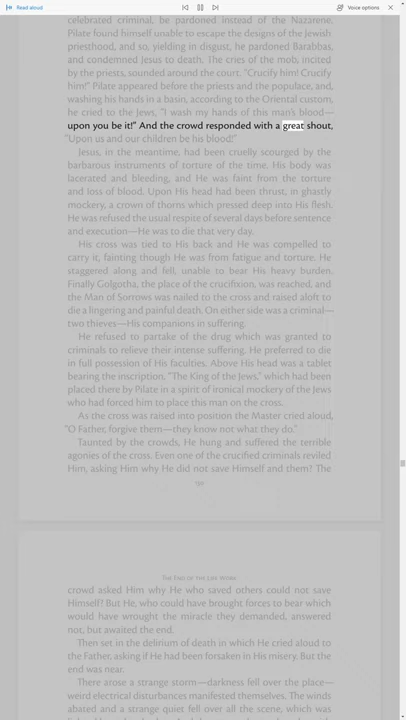 Read aloud
Voice options
celebrated criminal, be pardoned instead of the Nazarene.
Pilate found himself unable to escape the designs of the Jewish
priesthood, and so, yielding in disgust, he pardoned Barabbas,
and condemned Jesus to death. The cries of the mob, incited
by the priests, sounded around the court, "Crucify him! Crucify
him!" Pilate appeared before the priests and the populace, and,
washing his hands in a basin, according to the Oriental custom,
he cried to the Jews, "I wash my hands of this man's blood—
upon you be it!" And the crowd responded with a great shout,
"Upon us and our children be his blood!"
Jesus, in the meantime, had been cruelly scourged by the
barbarous instruments of torture of the time. His body was
lacerated and bleeding, and He was faint from the torture
and loss of blood. Upon His head had been thrust, in ghastly
mockery, a crown of thorns which pressed deep into His flesh.
He was refused the usual respite of several days before sentence
and execution—He was to die that very day.
His cross was tied to His back and He was compelled to
carry it, fainting though He was from fatigue and torture. He
staggered along and fell, unable to bear His heavy burden.
Finally Golgotha, the place of the crucifixion, was reached, and
the Man of Sorrows was nailed to the cross and raised aloft to
die a lingering and painful death. On either side was a criminal—
two thieves—His companions in suffering.
He refused to partake of the drug which was granted to
criminals to relieve their intense suffering. He preferred to die
in full possession of His faculties. Above His head was a tablet
bearing the inscription, "The King of the Jews," which had been
placed there by Pilate in a spirit of ironical mockery of the Jews
who had forced him to place this man on the cross.
As the cross was raised into position the Master cried aloud,
"O Father, forgive them—they know not what they do."
Taunted by the crowds, He hung and suffered the terrible
agonies of the cross. Even one of the crucified criminals reviled
Him, asking Him why He did not save Himself and them? The
The End of the Life Work
crowd asked Him why He who saved others could not save
Himself? But He, who could have brought forces to bear which
would have wrought the miracle they demanded, answered
not, but awaited the end.
Then set in the delirium of death in which He cried aloud to
the Father, asking if He had been forsaken in His misery. But the
end was near.
There arose a strange storm—darkness fell over the place—
weird electrical disturbances manifested themselves. The winds
abated and a strange quiet fell over all the scene, which was